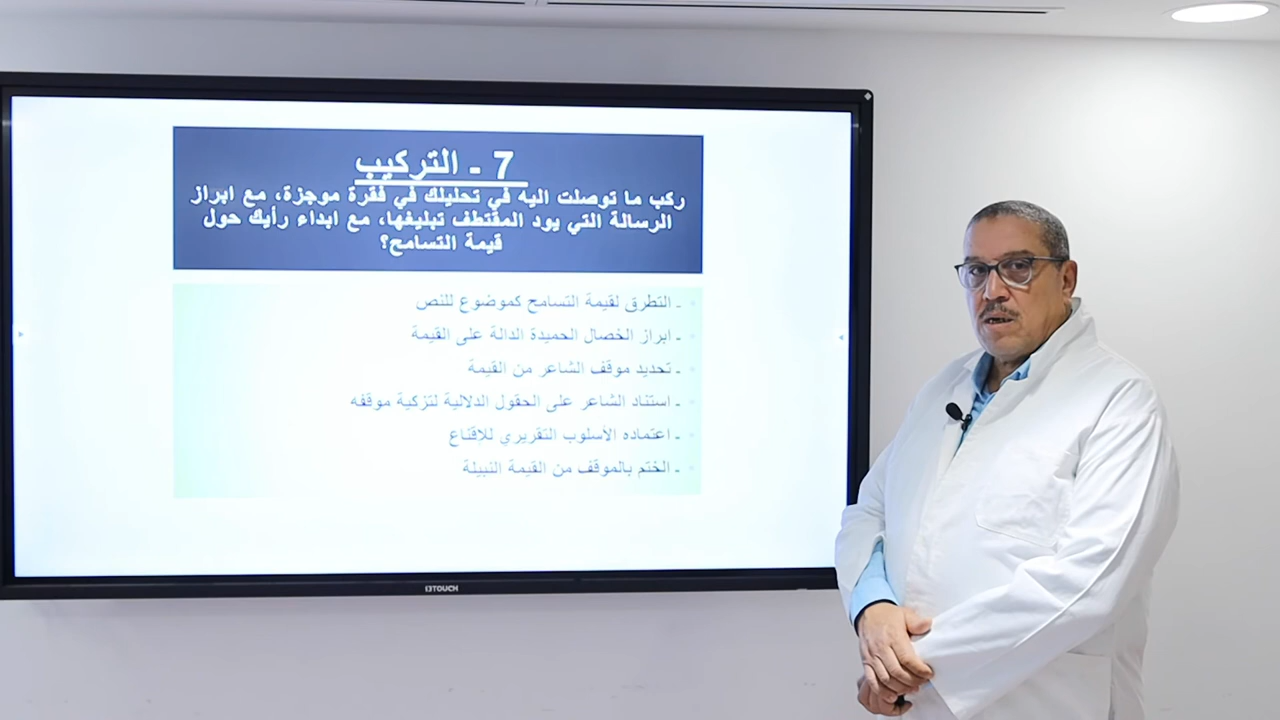 7 - التركيب
ركب ما توصلت اليه في تحليلك في فقرة موجزة، مع ابراز
الرسالة التي يود المقتطف تبليغها، مع ابداء رأيك حول
قيمة التسامح؟
- التطرق لقيمة التسامح كموضوع للنص
- ابراز الخصال الحميدة الدالة على القيمة
- تحديد موقف الشاعر من القيمة
- استناد الشاعر على الحقول الدلالية لتزكية موقفه
- اعتماده الأسلوب التقريري للاقناع
- الختم بالموقف من القيمة النبيلة
i3TOUCH